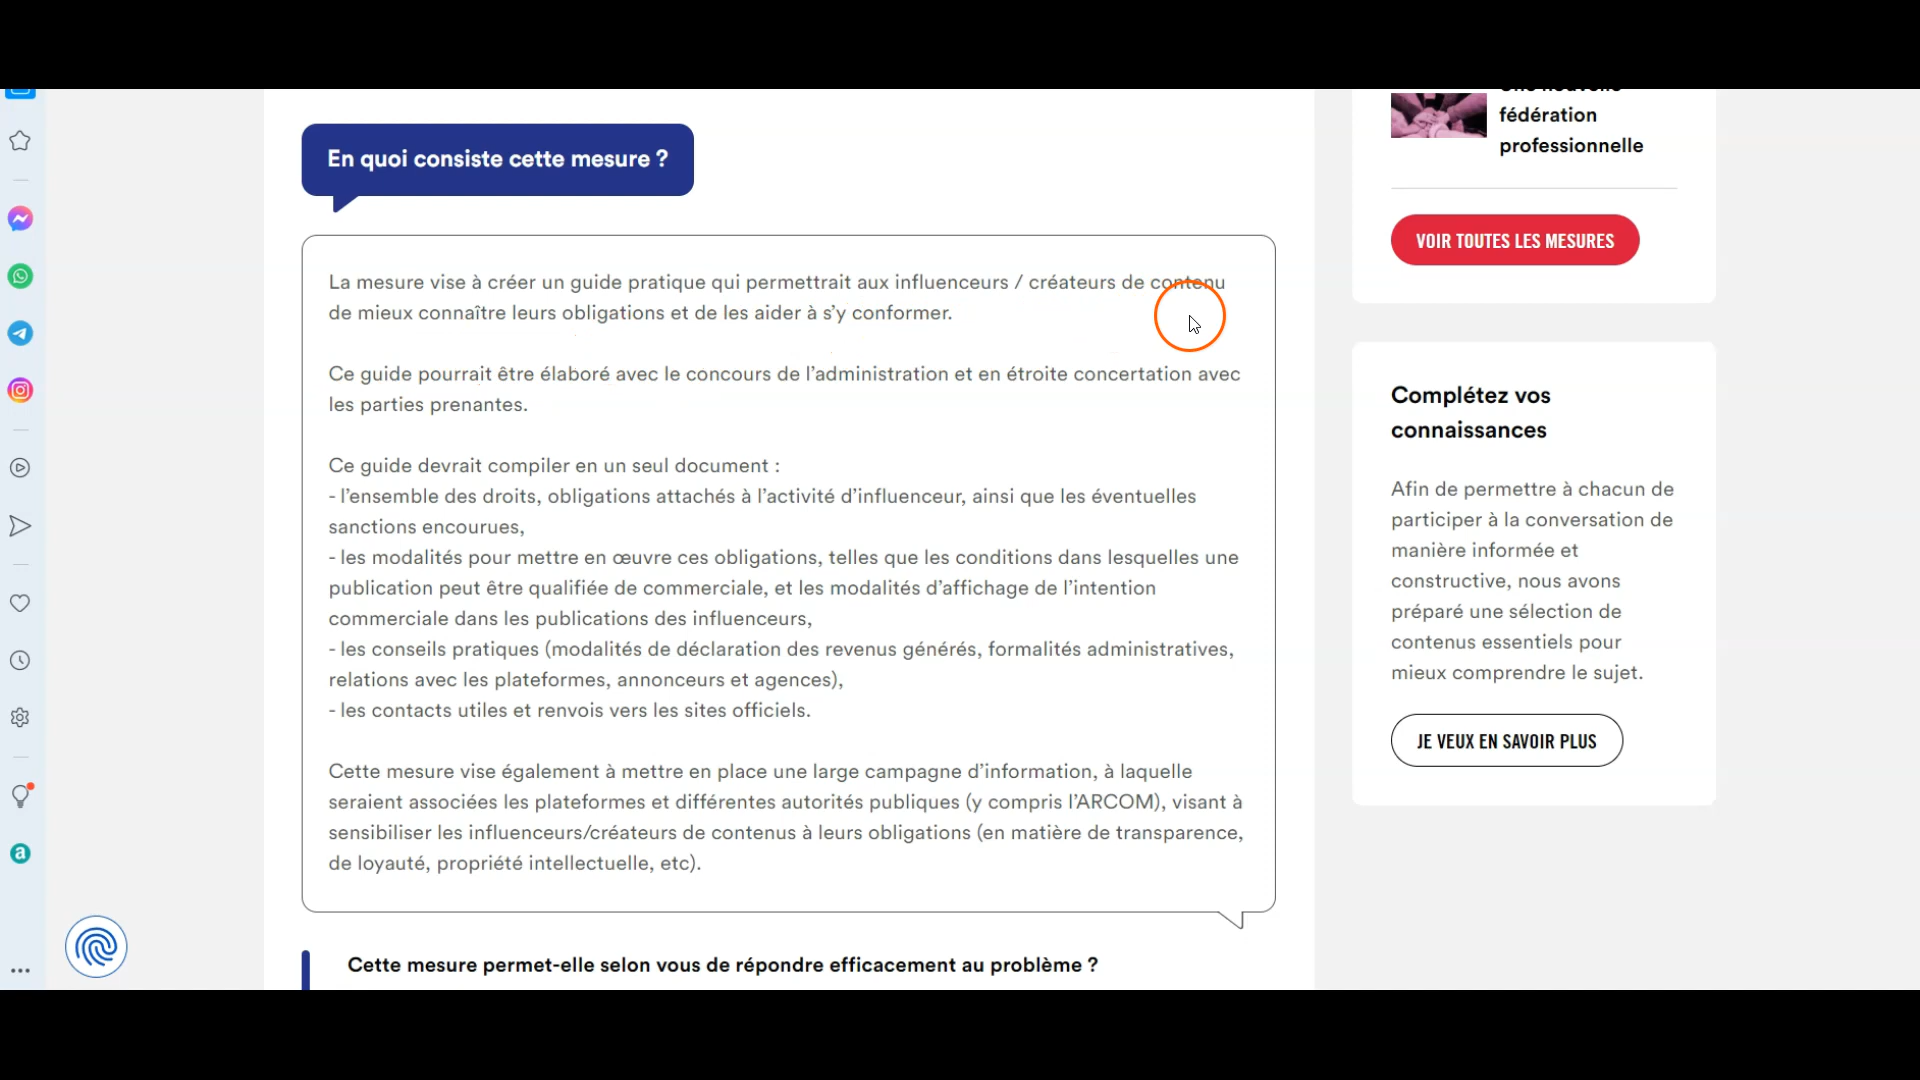 En quoi consiste cette mesure ?
La mesure vise à créer un guide pratique qui permettrait aux influenceurs / créateurs de contenu
de mieux connaître leurs obligations et de les aider à s’y conformer.
Ce guide pourrait être élaboré avec le concours de l’administration et en étroite concertation avec
les parties prenantes.
Ce guide devrait compiler en un seul document :
- l’ensemble des droits, obligations attachés à l’activité d’influenceur, ainsi que les éventuelles
sanctions encourues,
- les modalités pour mettre en œuvre ces obligations, telles que les conditions dans lesquelles une
publication peut être qualifiée de commerciale, et les modalités d’affichage de l’intention
commerciale dans les publications des influenceurs,
- les conseils pratiques (modalités de déclaration des revenus générés, formalités administratives,
relations avec les plateformes, annonceurs et agences),
- les contacts utiles et renvois vers les sites officiels.
Cette mesure vise également à mettre en place une large campagne d’information, à laquelle
seraient associées les plateformes et différentes autorités publiques (y compris l’ARCOM), visant à
sensibiliser les influenceurs/créateurs de contenus à leurs obligations (en matière de transparence,
de loyauté, propriété intellectuelle, etc).
Cette mesure permet-elle selon vous de répondre efficacement au problème ?
Une nouvelle
fédération
professionnelle
VOIR TOUTES LES MESURES
Complétez vos
connaissances
Afin de permettre à chacun de
participer à la conversation de
manière informée et
constructive, nous avons
préparé une sélection de
contenus essentiels pour
mieux comprendre le sujet.
JE VEUX EN SAVOIR PLUS
a